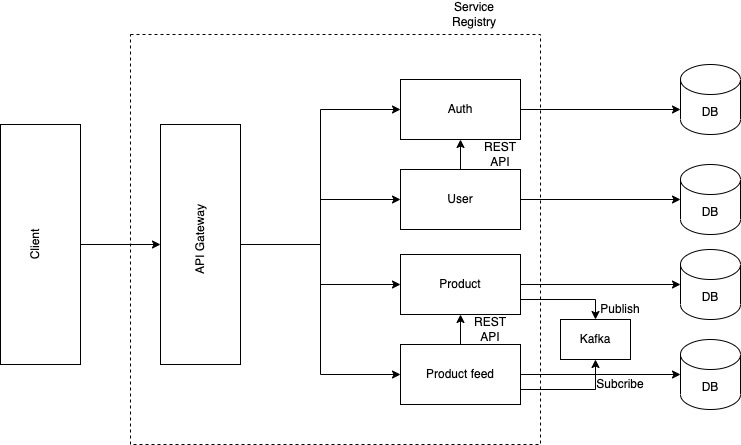 Service
Registry
Auth
DB
REST
API
User
DB
Client
API Gateway
Product
DB
Publish
REST
API
Kafka
Product feed
Subcribe
DB